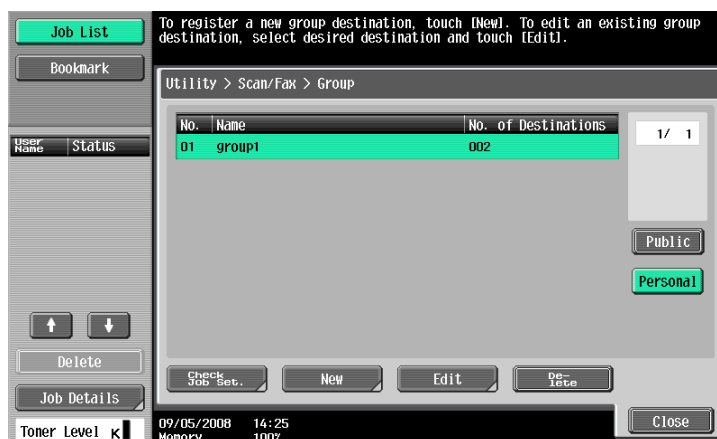 Job List
Bookmark
User Name Status
Delete
Job Details
Toner Level K
To register a new group destination, touch [New]. To edit an existing group
destination, select desired destination and touch [Edit].
Utility > Scan/Fax > Group
No. Name No. of Destinations
01 group1 002
1/ 1
Public
Personal
Check
Job Set.
New
Edit
De-
lete
09/05/2008 14:25
Memory 100%
Close